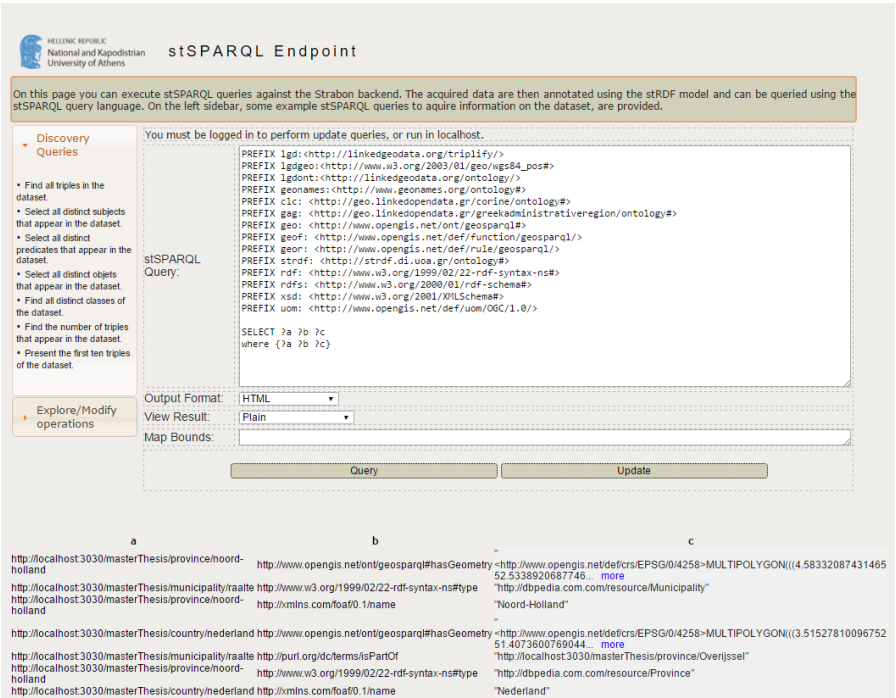 HELLENIC REPUBLIC
National and Kapodistrian
University of Athens
stSPARQL Endpoint
On this page you can execute stSPARQL queries against the Strabon backend. The acquired data are then annotated using the stRDF model and can be queried using the
stSPARQL query language. On the left sidebar, some example stSPARQL queries to aquire information on the dataset, are provided.
Discovery
Queries
• Find all triples in the
dataset.
• Select all distinct subjects
that appear in the dataset.
• Select all distinct
predicates that appear in the
dataset.
• Select all distinct objets
that appear in the dataset.
• Find all distinct classes of
the dataset.
• Find the number of triples
that appear in the dataset.
• Present the first ten triples
of the dataset.
Explore/Modify
operations
You must be logged in to perform update queries, or run in localhost.
stSPARQL
Query:
PREFIX lgd:<http://linkedgeodata.org/triplify/>
PREFIX lgdgeo:<http://www.w3.org/2003/01/geo/wgs84_pos#>
PREFIX lgdont:<http://linkedgeodata.org/ontology/>
PREFIX geonames:<http://www.geonames.org/ontology#>
PREFIX clc: <http://geo.linkedopendata.gr/corine/ontology#>
PREFIX gag: <http://geo.linkedopendata.gr/greekadministrativeregion/ontology#>
PREFIX geo: <http://www.opengis.net/ont/geosparql#>
PREFIX geof: <http://www.opengis.net/def/function/geosparql/>
PREFIX geor: <http://www.opengis.net/def/rule/geosparql/>
PREFIX strdf: <http://strdf.di.uoa.gr/ontology#>
PREFIX rdf: <http://www.w3.org/1999/02/22-rdf-syntax-ns#>
PREFIX rdfs: <http://www.w3.org/2000/01/rdf-schema#>
PREFIX xsd: <http://www.w3.org/2001/XMLSchema#>
PREFIX uom: <http://www.opengis.net/def/uom/OGC/1.0/>
SELECT ?a ?b ?c
where {?a ?b ?c}
Output Format: HTML
View Result: Plain
Map Bounds:
Query Update
a b c
http://localhost:3030/masterThesis/province/noord-
holland http://www.opengis.net/ont/geosparql#hasGeometry "
<http://www.opengis.net/def/crs/EPSG/0/4258>MULTIPOLYGON(((4.58332087431465
52.5338920687746... more
http://localhost:3030/masterThesis/municipality/raalte http://www.w3.org/1999/02/22-rdf-syntax-ns#type "http://dbpedia.com.com/resource/Municipality"
http://localhost:3030/masterThesis/province/noord-
holland http://xmlns.com/foaf/0.1/name "Noord-Holland"
"
http://localhost:3030/masterThesis/country/nederland http://www.opengis.net/ont/geosparql#hasGeometry <http://www.opengis.net/def/crs/EPSG/0/4258>MULTIPOLYGON(((3.51527810096752
51.4073600769044... more
http://localhost:3030/masterThesis/municipality/raalte http://purl.org/dc/terms/isPartOf "http://localhost:3030/masterThesis/province/Overijssel"
http://localhost:3030/masterThesis/province/noord-
holland http://www.w3.org/1999/02/22-rdf-syntax-ns#type "http://dbpedia.com.com/resource/Province"
http://localhost:3030/masterThesis/country/nederland http://xmlns.com/foaf/0.1/name "Nederland"